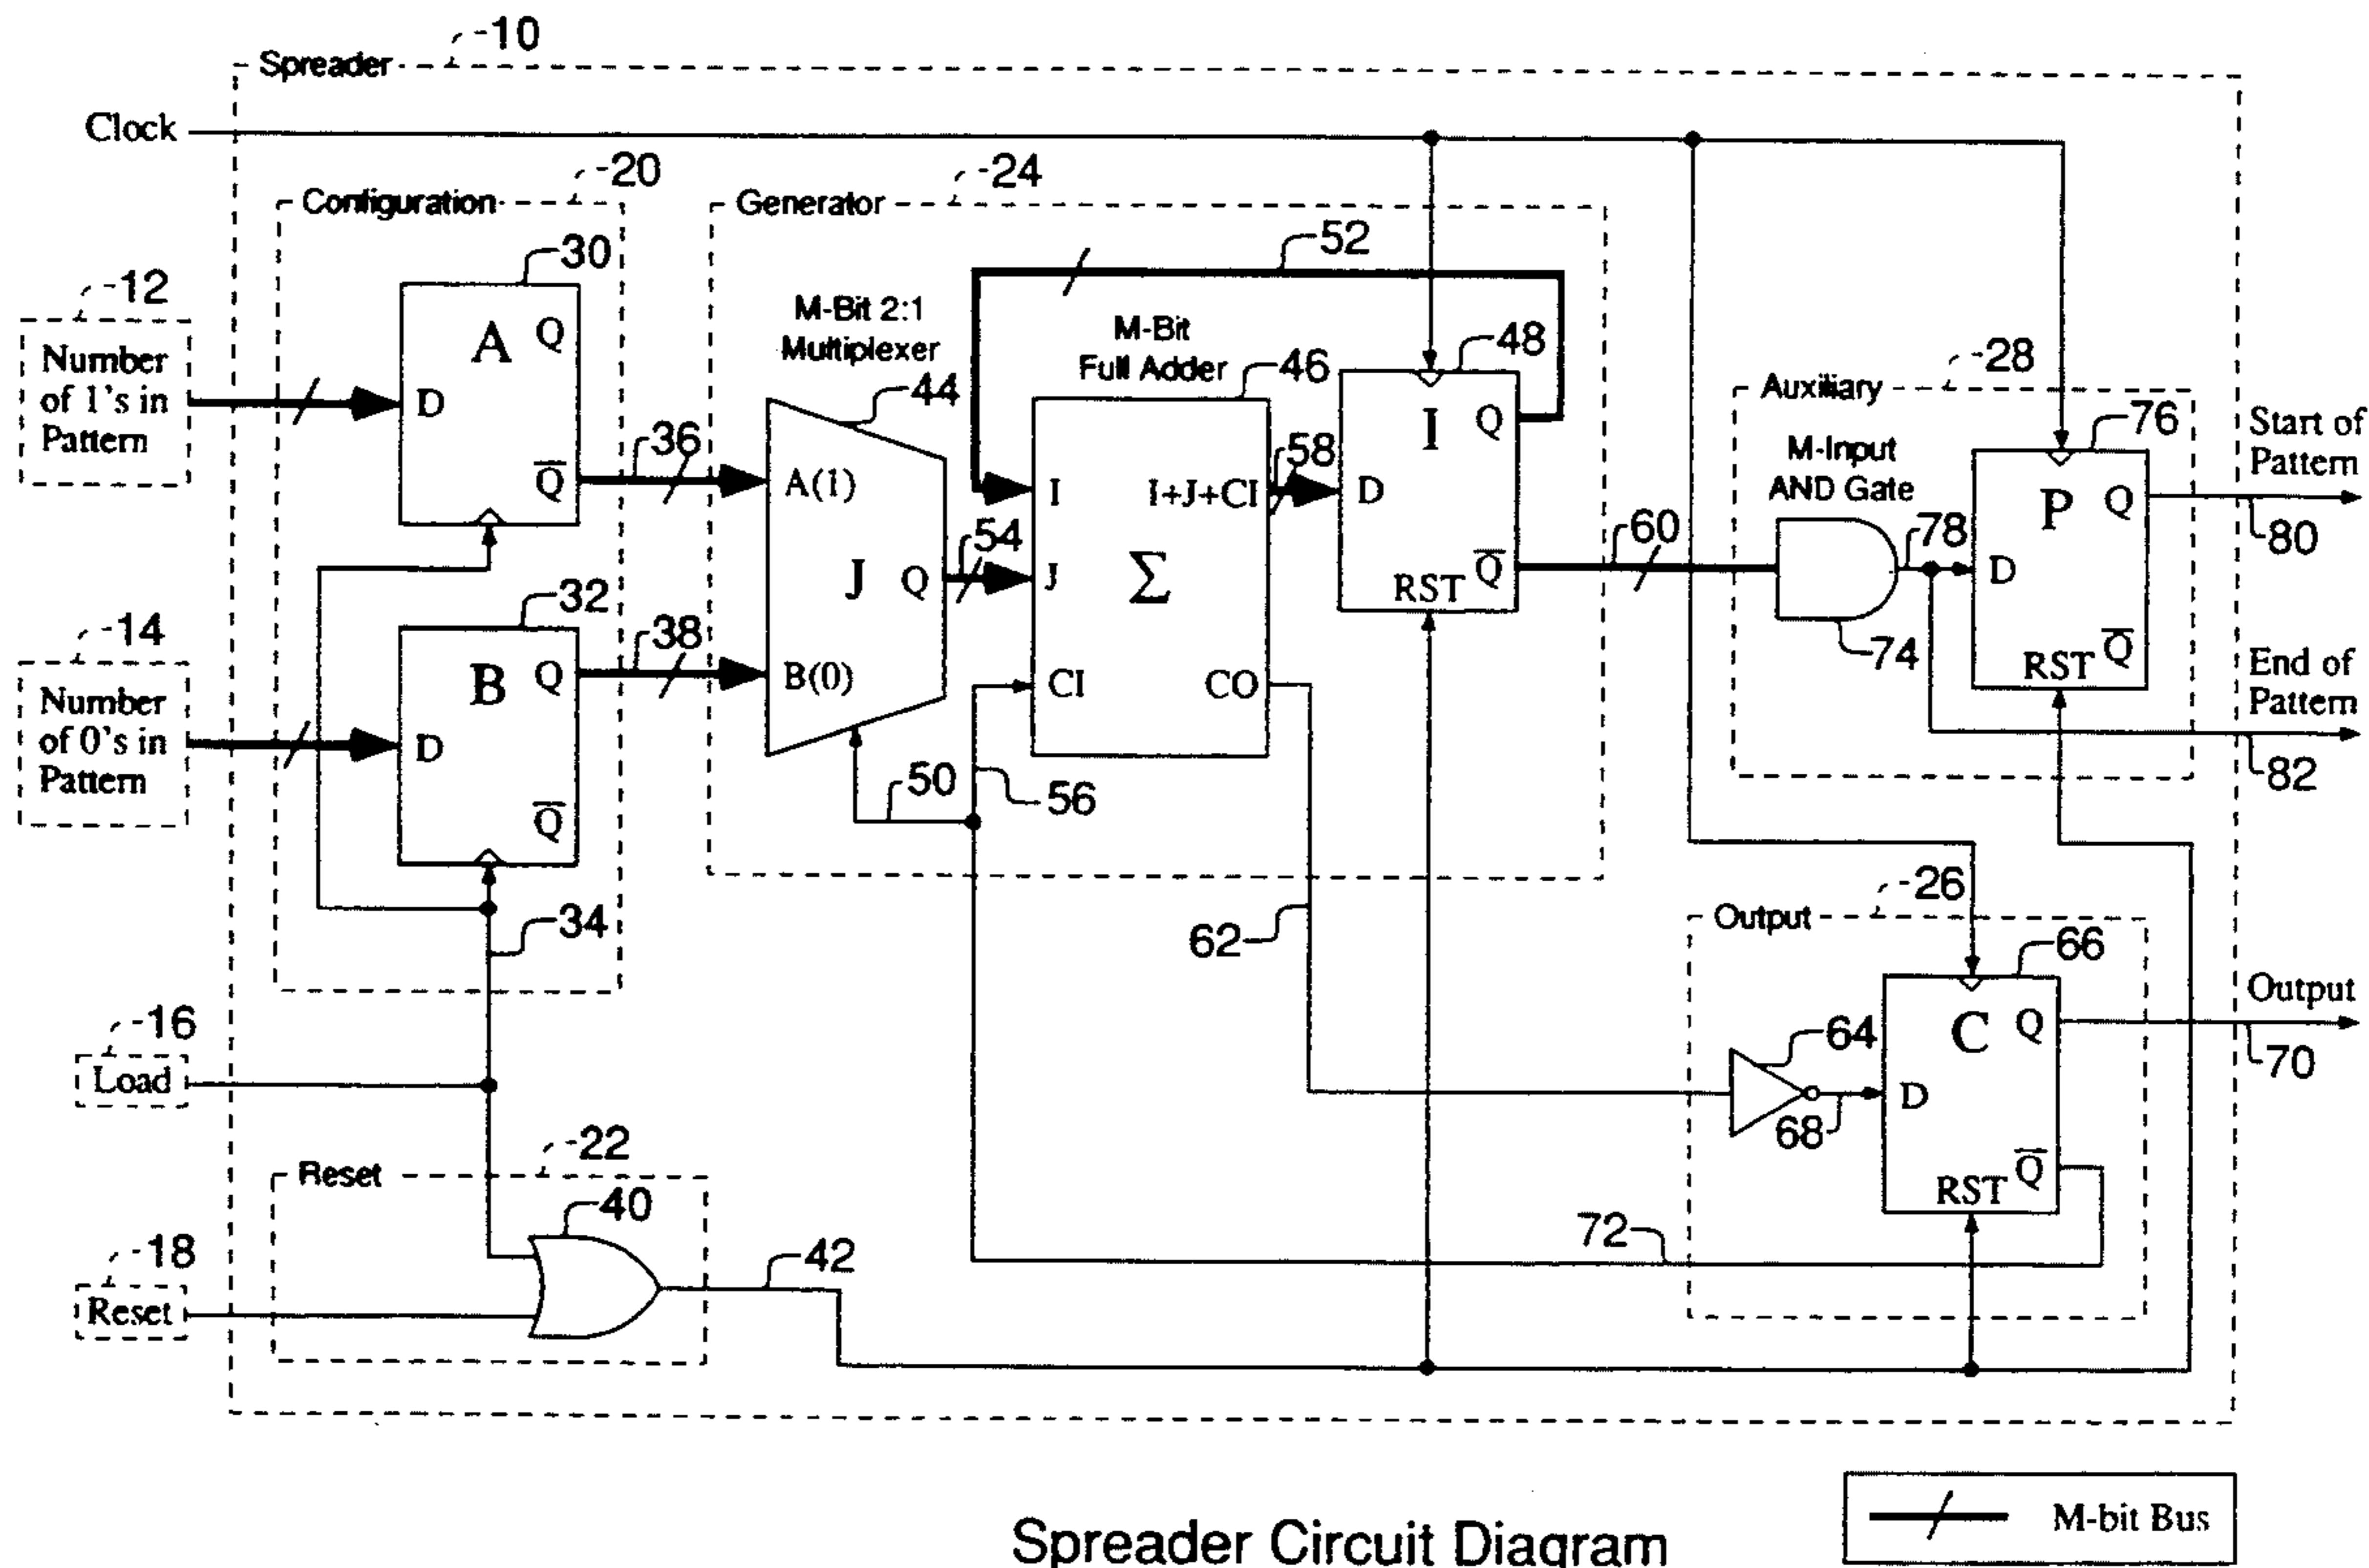 -10
Spreader
Clock
-20
Configuration
-24
Generator
30
52
-12
Number
of 1's in
Pattern
A
Q
D
Q
36
M-Bit 2:1
Multiplexer
44
A(1)
J
Q
B(0)
54
M-Bit
Full Adder
46
I
I+J+CI
J
Σ
CI
CO
58
48
I
Q
D
RST
Q
60
-28
Auxiliary
M-Input
AND Gate
74
78
76
P
Q
D
RST
Q
Start of
Pattern
80
End of
Pattern
82
-14
Number
of 0's in
Pattern
32
B
Q
D
Q
38
34
50
56
62
-26
Output
66
64
68
C
Q
D
RST
Q
Output
70
72
-16
Load
-22
Reset
40
42
-18
Reset
Spreader Circuit Diagram
M-bit Bus